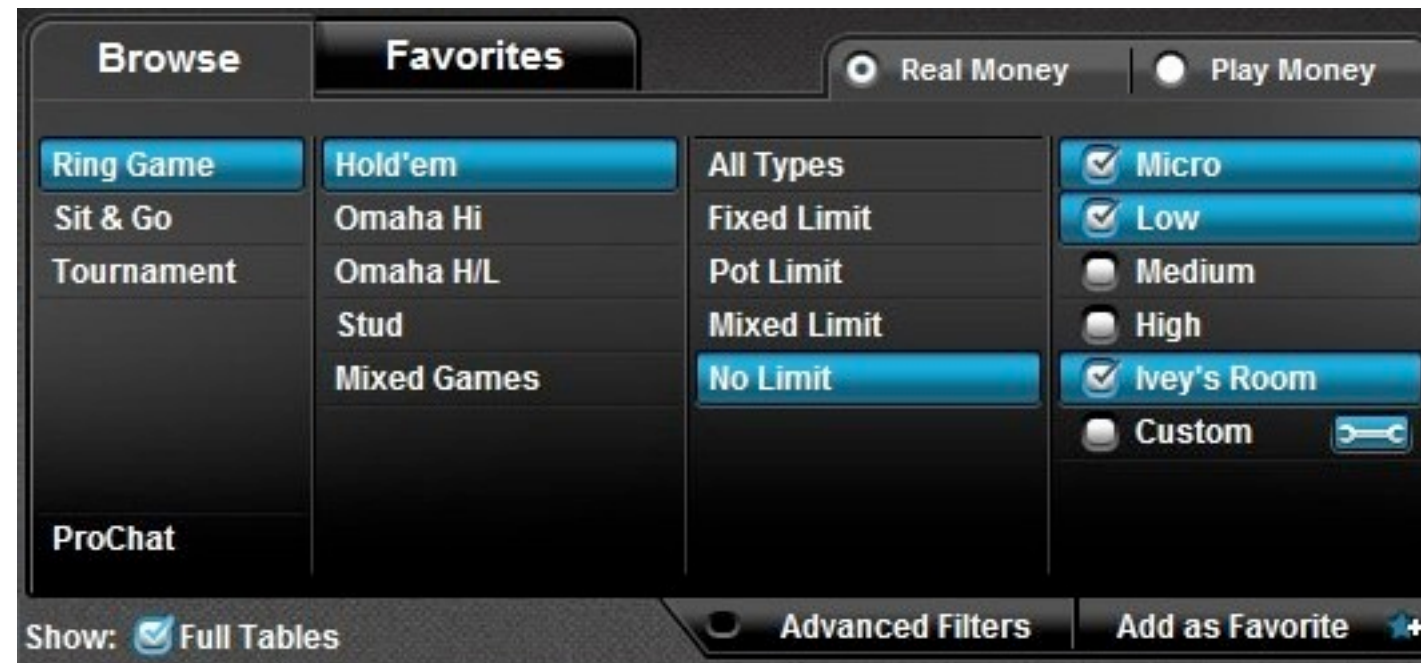 Browse
Favorites
Real Money
Play Money
Ring Game
Sit & Go
Tournament
ProChat
Hold'em
Omaha Hi
Omaha H/L
Stud
Mixed Games
All Types
Fixed Limit
Pot Limit
Mixed Limit
No Limit
Micro
Low
Medium
High
Ivey's Room
Custom
Show: Full Tables
Advanced Filters
Add as Favorite